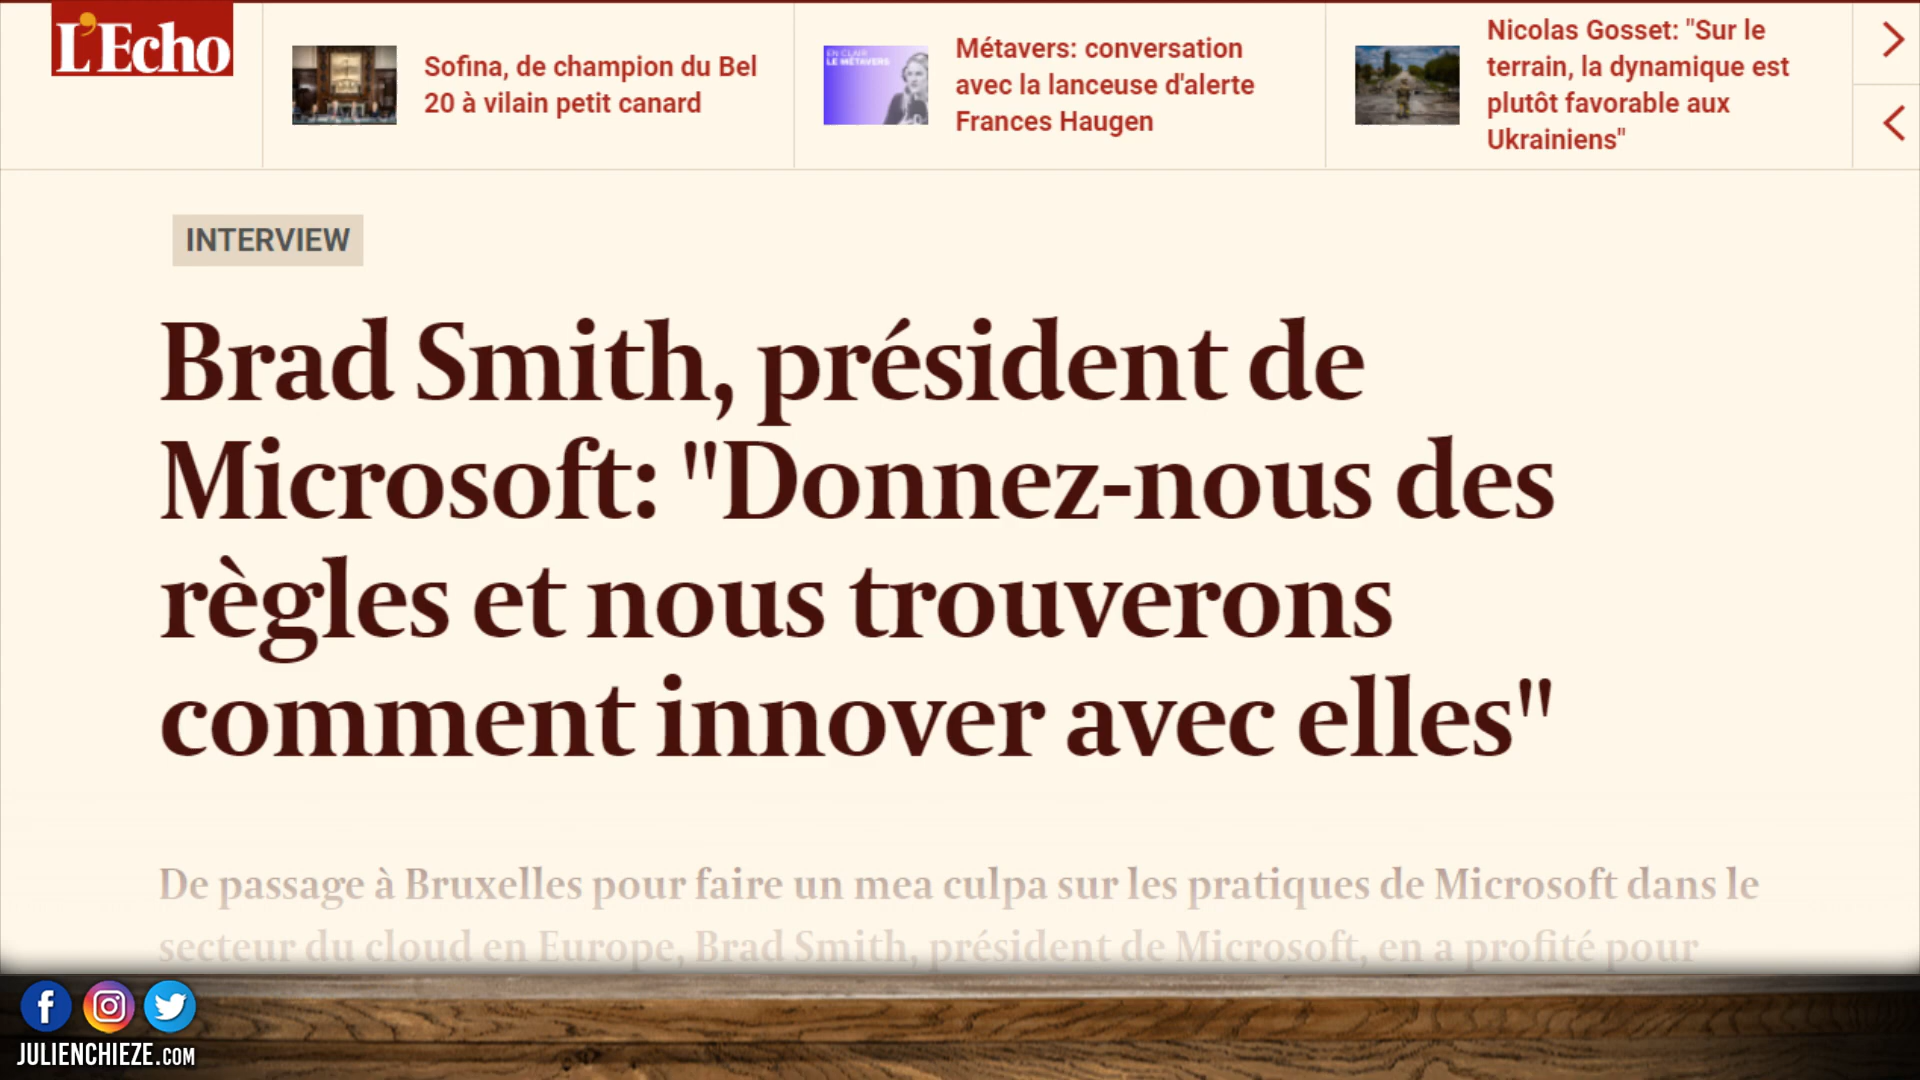 L'Echo
Sofina, de champion du Bel
20 à vilain petit canard
EN CLAIR
LE MÉTAVERS
Métavers: conversation
avec la lanceuse d'alerte
Frances Haugen
Nicolas Gosset: "Sur le
terrain, la dynamique est
plutôt favorable aux
Ukrainiens"
INTERVIEW
Brad Smith, président de
Microsoft: "Donnez-nous des
règles et nous trouverons
comment innover avec elles"
De passage à Bruxelles pour faire un mea culpa sur les pratiques de Microsoft dans le
secteur du cloud en Europe, Brad Smith, président de Microsoft, en a profité pour
JULIENCHIEZE.COM